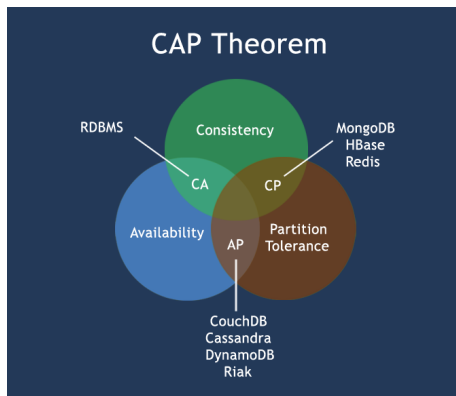 CAP Theorem
RDBMS
Consistency
MongoDB
HBase
Redis
CA
CP
Availability
Partition
Tolerance
AP
CouchDB
Cassandra
DynamoDB
Riak